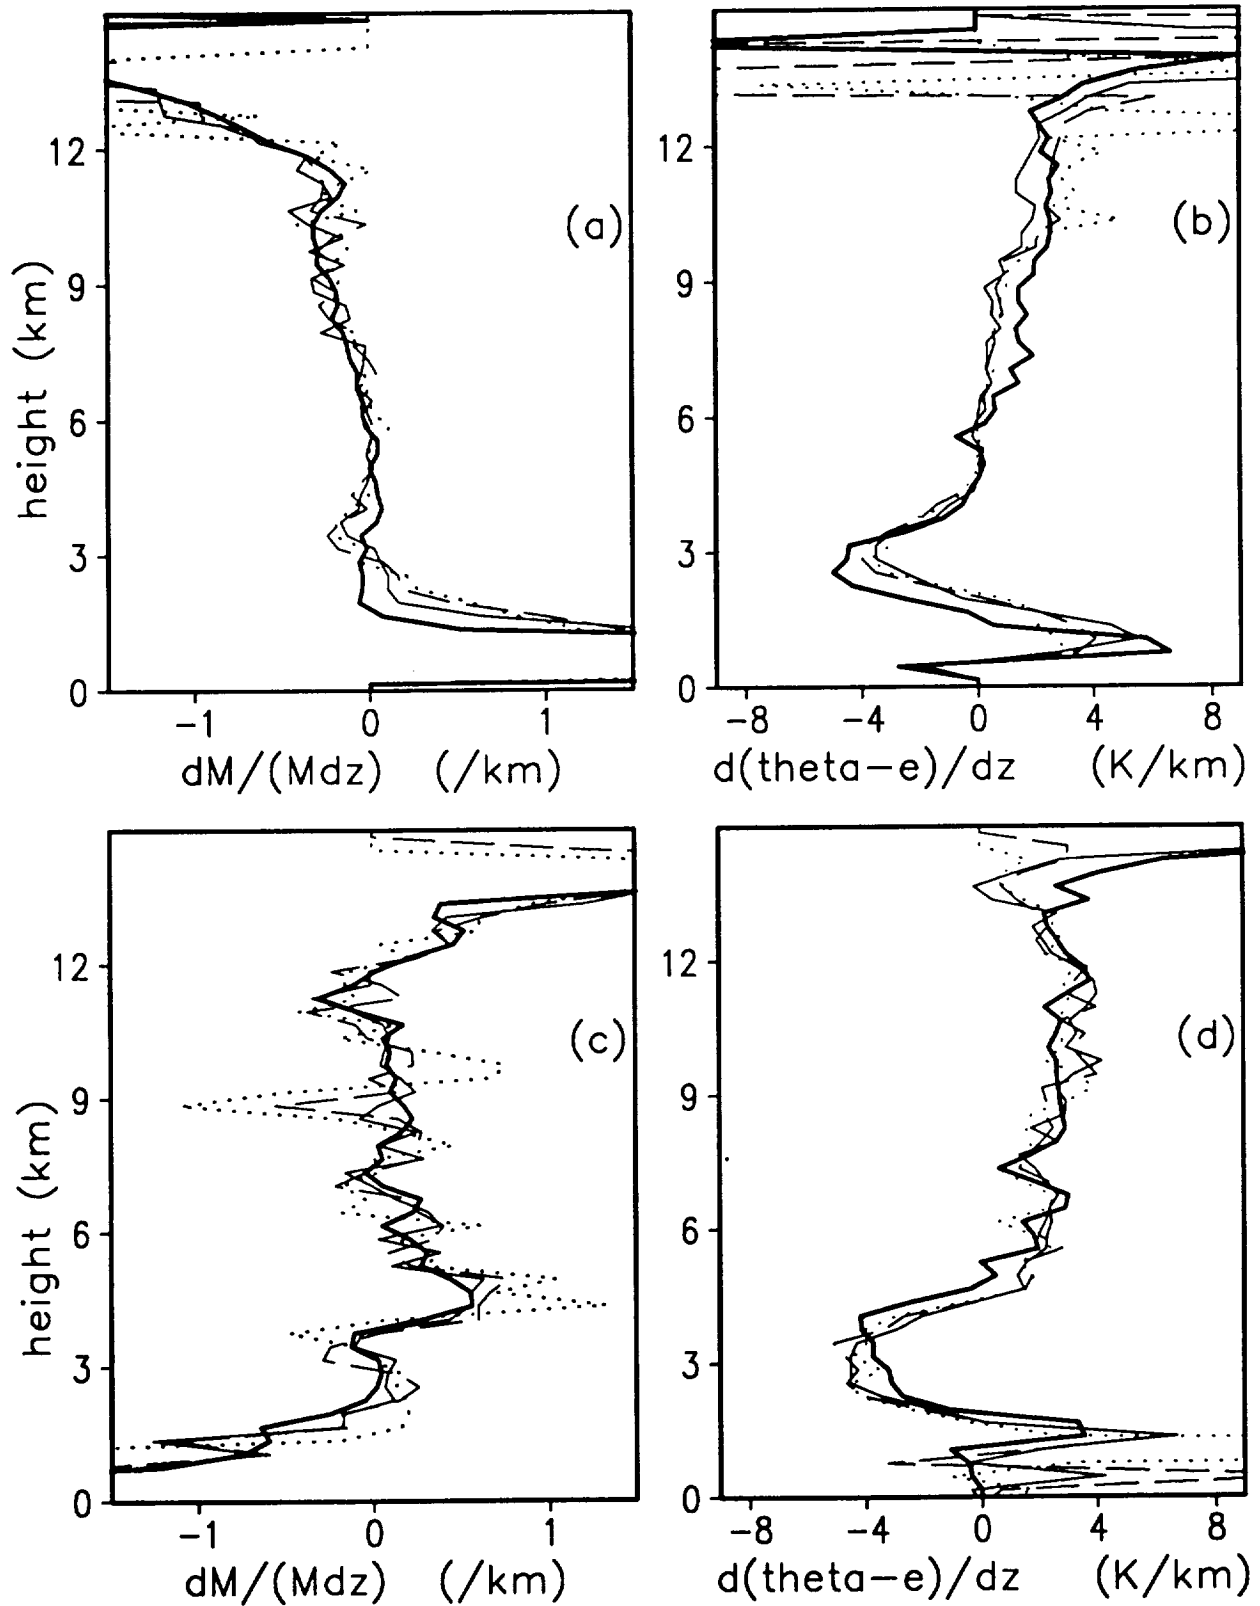 (a)
height (km)
12
9
6
3
0
-1 0 1
dM/(Mdz) (/km)
(b)
12
9
6
3
0
-8 -4 0 4 8
d(theta-e)/dz (K/km)
(c)
height (km)
12
9
6
3
0
-1 0 1
dM/(Mdz) (/km)
(d)
12
9
6
3
0
-8 -4 0 4 8
d(theta-e)/dz (K/km)